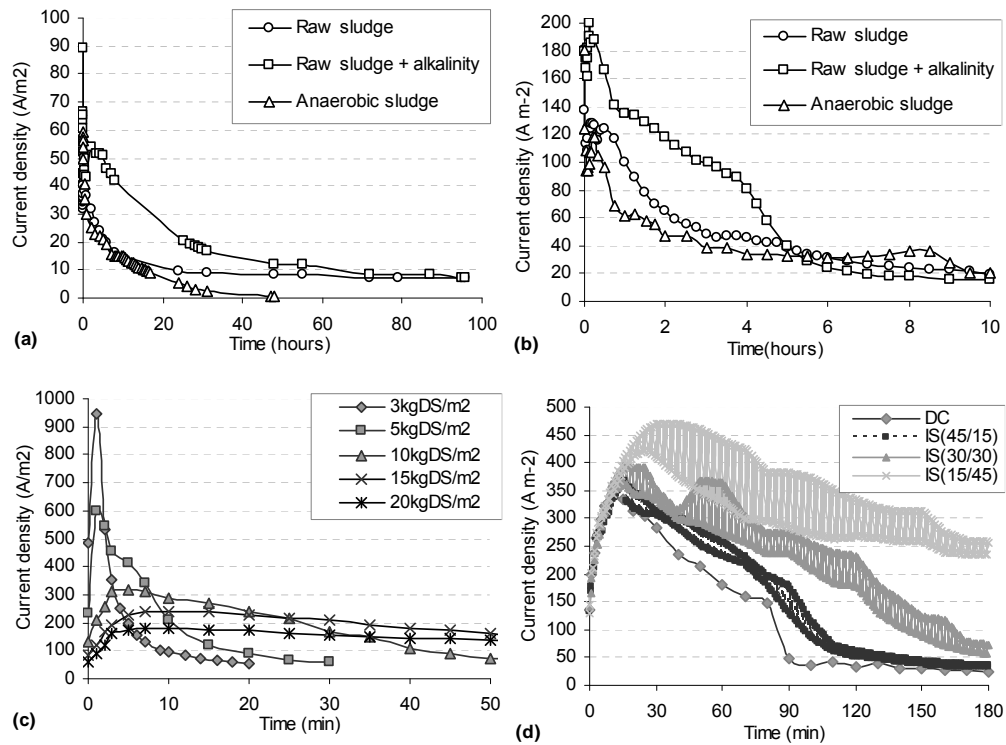 100
90
80
70
60
50
40
30
20
10
0
Current density (A/m2)
Raw sludge
Raw sludge + alkalinity
Anaerobic sludge
0 20 40 60 80 100
Time (hours)
(a)
200
180
160
140
120
100
80
60
40
20
0
Current density (A m-2)
Raw sludge
Raw sludge + alkalinity
Anaerobic sludge
0 2 4 6 8 10
Time(hours)
(b)
1000
900
800
700
600
500
400
300
200
100
0
Current density (A/m2)
3kgDS/m2
5kgDS/m2
10kgDS/m2
15kgDS/m2
20kgDS/m2
0 10 20 30 40 50
Time (min)
(c)
500
450
400
350
300
250
200
150
100
50
0
Current density (A m-2)
DC
IS(45/15)
IS(30/30)
IS(15/45)
0 30 60 90 120 150 180
Time (min)
(d)